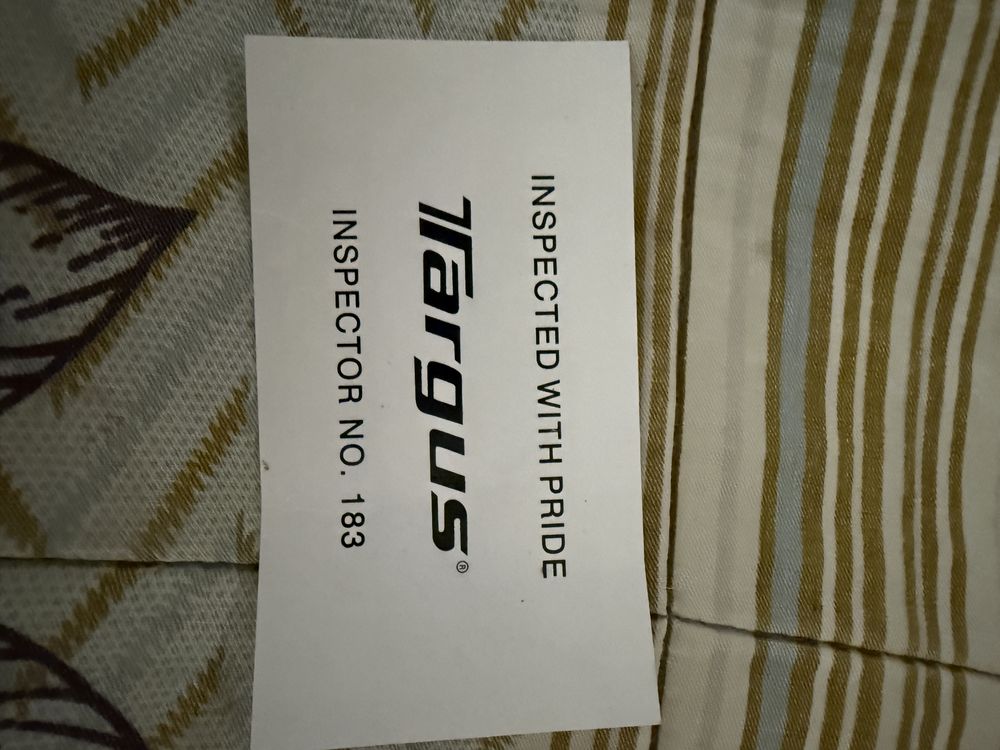 INSPECTED WITH PRIDE
Targus®
INSPECTOR NO. 183